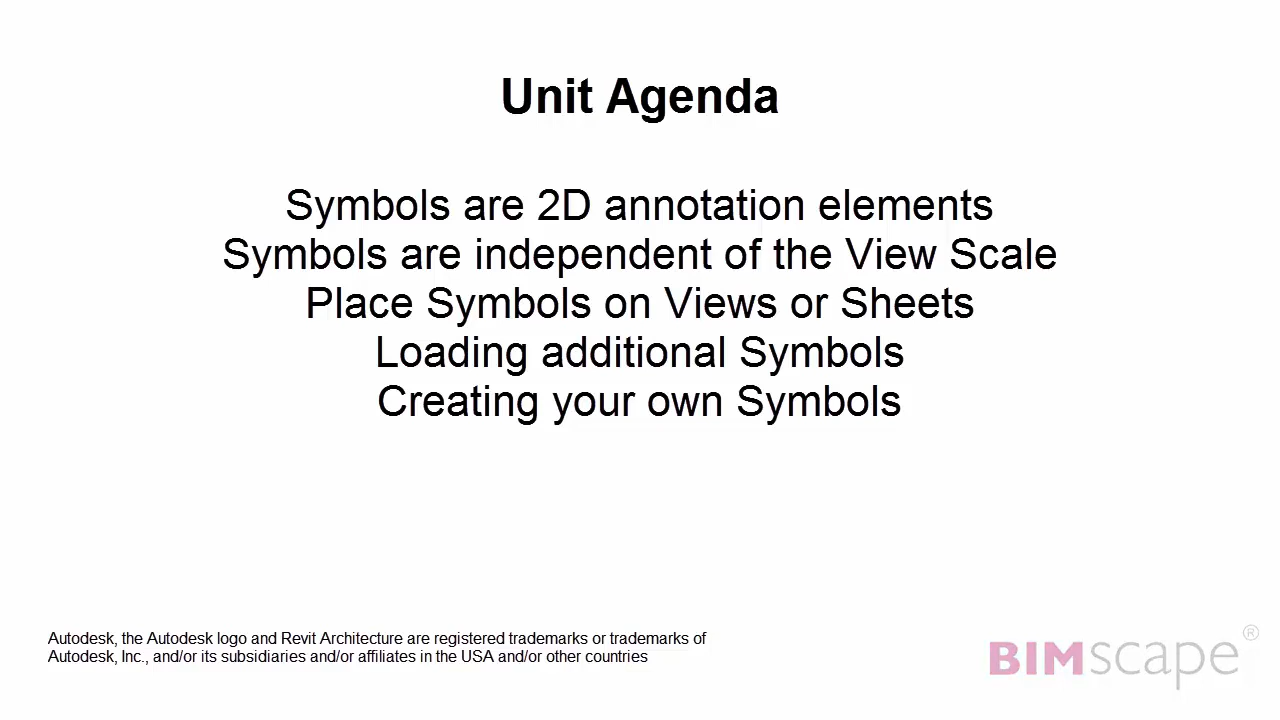 Unit Agenda
Symbols are 2D annotation elements
Symbols are independent of the View Scale
Place Symbols on Views or Sheets
Loading additional Symbols
Creating your own Symbols
Autodesk, the Autodesk logo and Revit Architecture are registered trademarks or trademarks of
Autodesk, Inc., and/or its subsidiaries and/or affiliates in the USA and/or other countries
BIMscape®